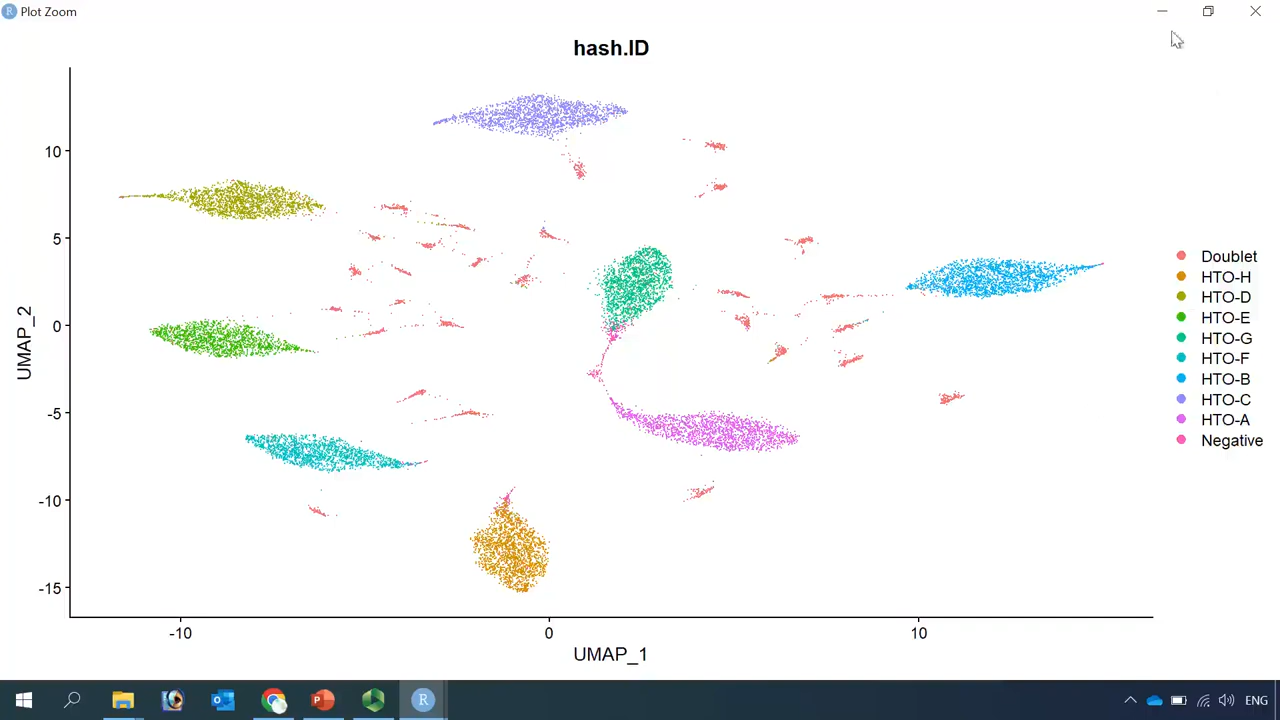 R Plot Zoom
hash.ID
UMAP_2
10
5
0
-5
-10
-15
-10
0
10
UMAP_1
Doublet
HTO-H
HTO-D
HTO-E
HTO-G
HTO-F
HTO-B
HTO-C
HTO-A
Negative
ENG